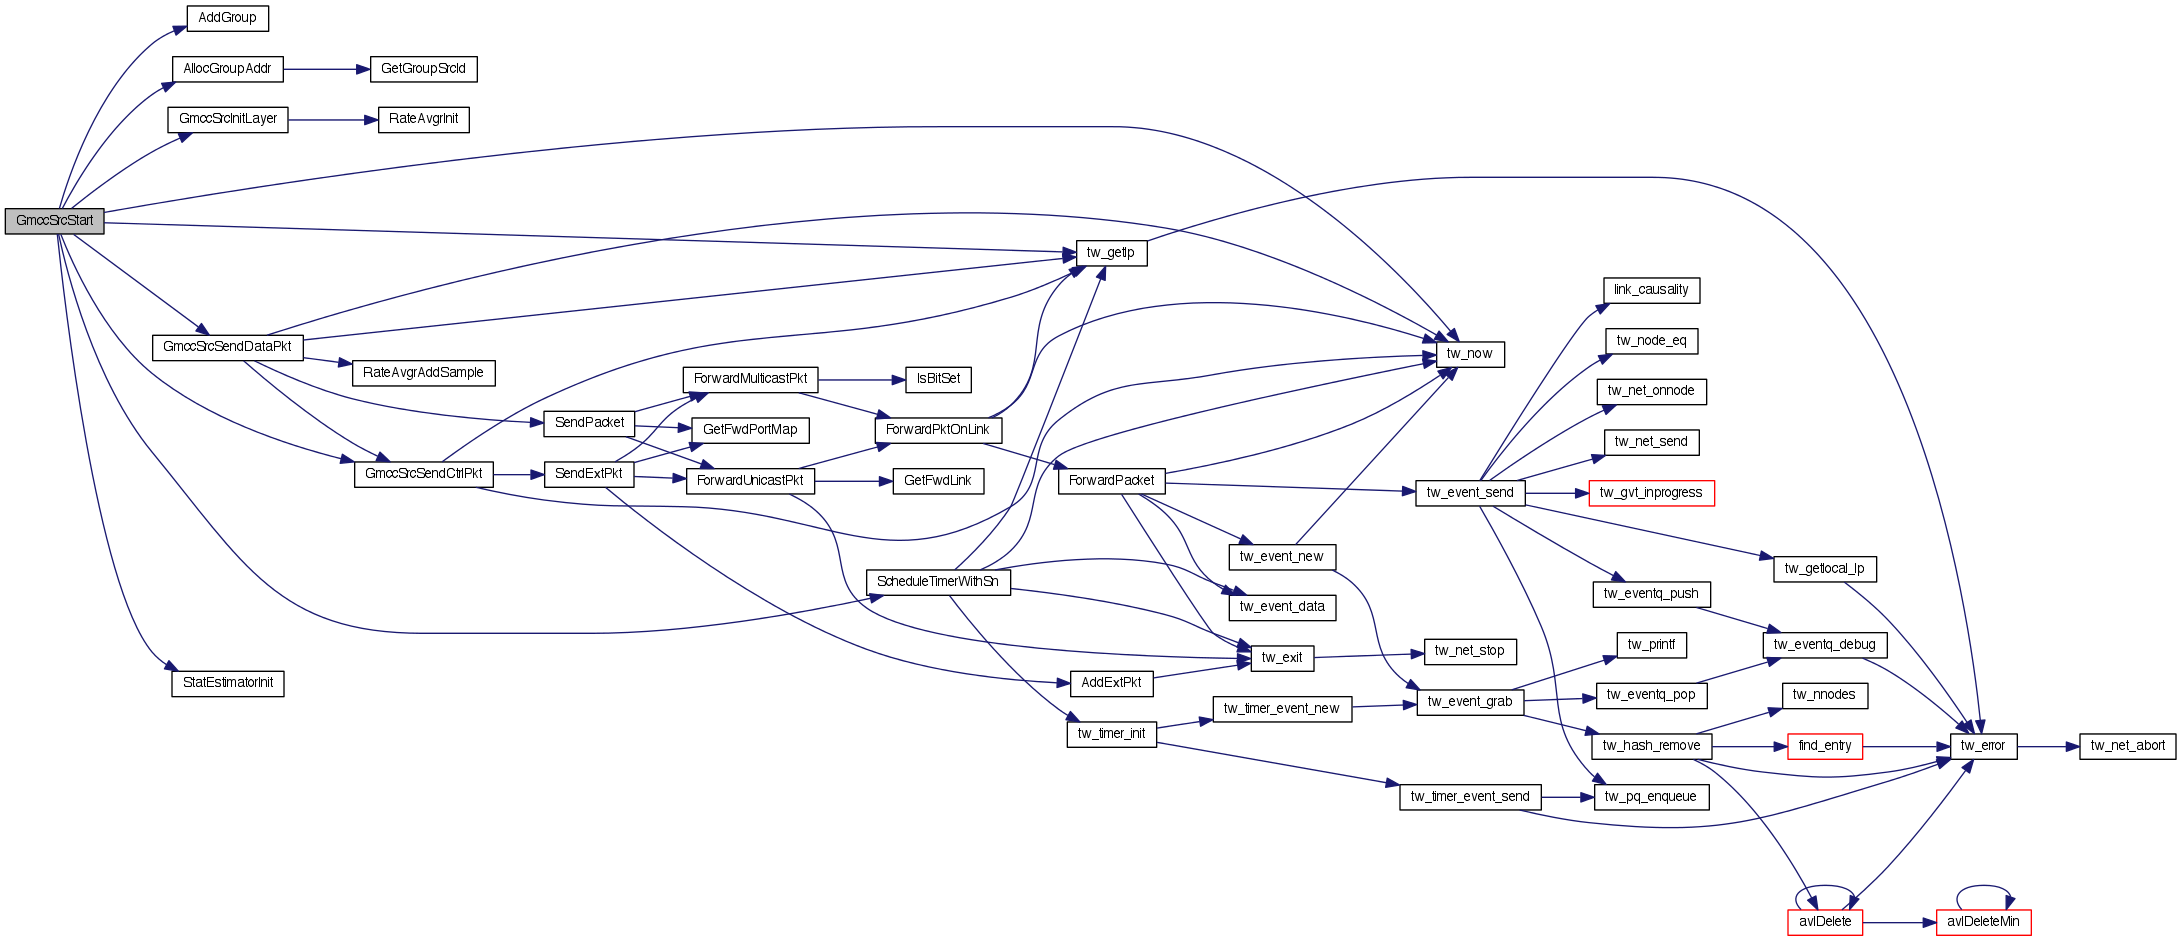 AddGroup
AllocGroupAddr
GetGroupSrcId
GmccSrcInitLayer
RateAvgrInit
GmccSrcStart
tw_getlp
link_causality
tw_node_eq
GmccSrcSendDataPkt
tw_now
RateAvgrAddSample
ForwardMulticastPkt
IsBitSet
tw_net_onnode
SendPacket
GetFwdPortMap
ForwardPktOnLink
tw_net_send
GmccSrcSendCtrlPkt
SendExtPkt
ForwardUnicastPkt
GetFwdLink
ForwardPacket
tw_event_send
tw_gvt_inprogress
tw_event_new
tw_getlocal_lp
ScheduleTimerWithSn
tw_event_data
tw_eventq_push
tw_exit
tw_net_stop
tw_printf
tw_eventq_debug
StatEstimatorInit
AddExtPkt
tw_timer_event_new
tw_event_grab
tw_eventq_pop
tw_nnodes
tw_timer_init
tw_hash_remove
find_entry
tw_error
tw_net_abort
tw_timer_event_send
tw_pq_enqueue
avlDelete
avlDeleteMin